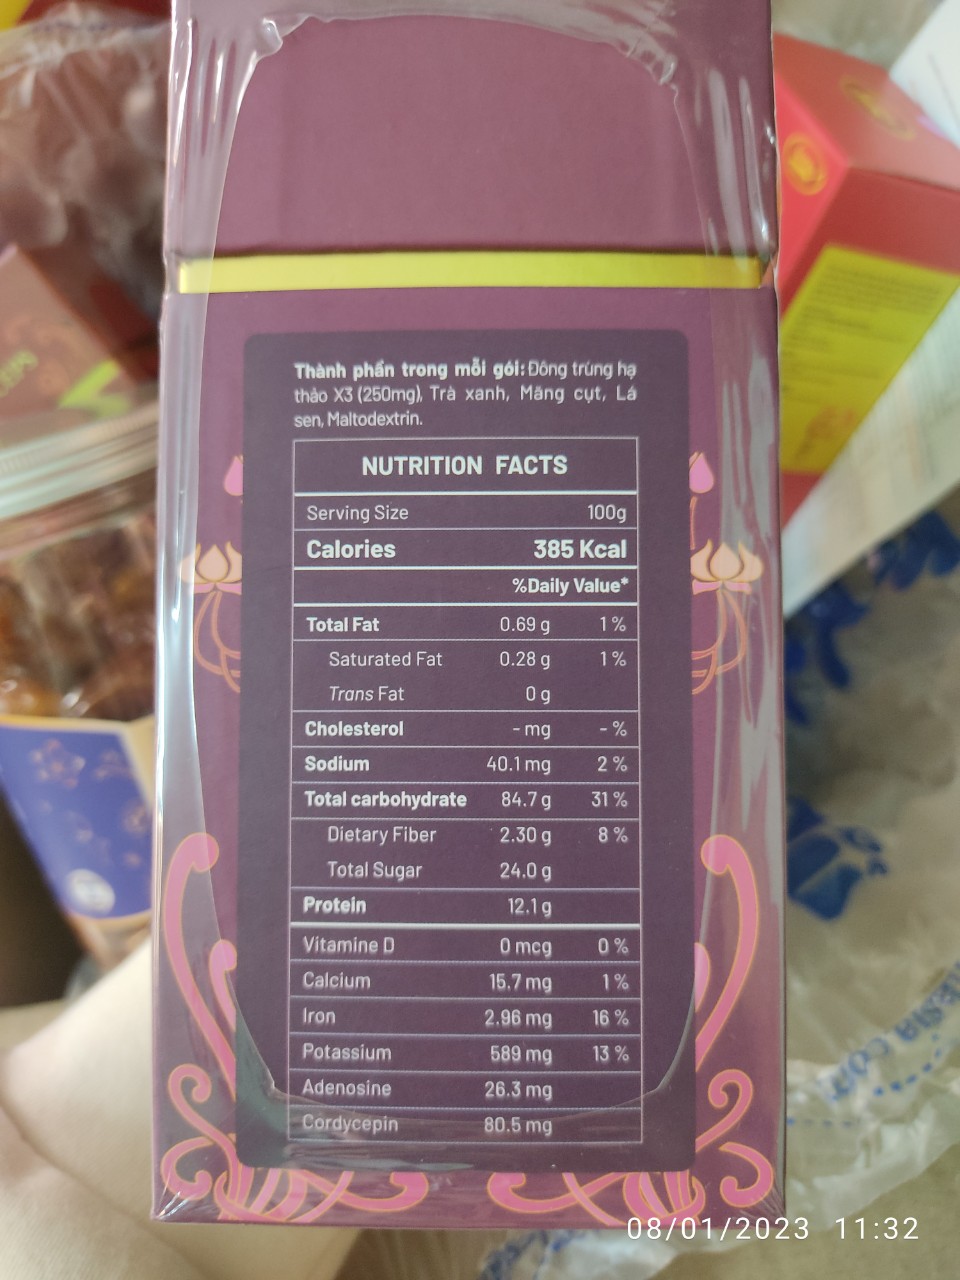 Thành phần trong mỗi gói: Đông trùng hạ
thảo X3 (250mg), Trà xanh, Măng cụt, Lá
sen, Maltodextrin.
NUTRITION FACTS
Serving Size 100g
Calories 385 Kcal
%Daily Value*
Total Fat 0.69 g 1 %
Saturated Fat 0.28 g 1 %
Trans Fat 0 g
Cholesterol - mg - %
Sodium 40.1 mg 2 %
Total carbohydrate 84.7 g 31 %
Dietary Fiber 2.30 g 8 %
Total Sugar 24.0 g
Protein 12.1 g
Vitamine D 0 mcg 0 %
Calcium 15.7 mg 1 %
Iron 2.96 mg 16 %
Potassium 589 mg 13 %
Adenosine 26.3 mg
Cordycepin 80.5 mg
08/01/2023 11:32